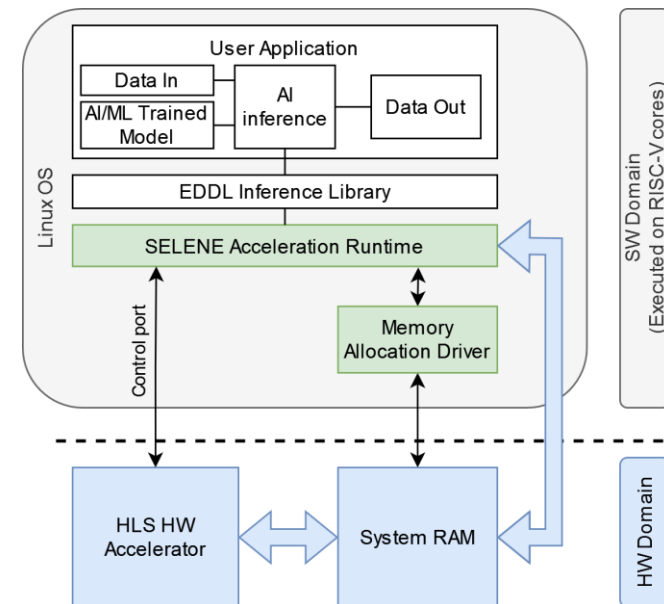 User Application
Data In
AI/ML Trained
Model
AI
inference
Data Out
EDDL Inference Library
SELENE Acceleration Runtime
Linux OS
Control port
Memory
Allocation Driver
SW Domain
(Executed on RISC-V cores)
HLS HW
Accelerator
System RAM
HW Domain